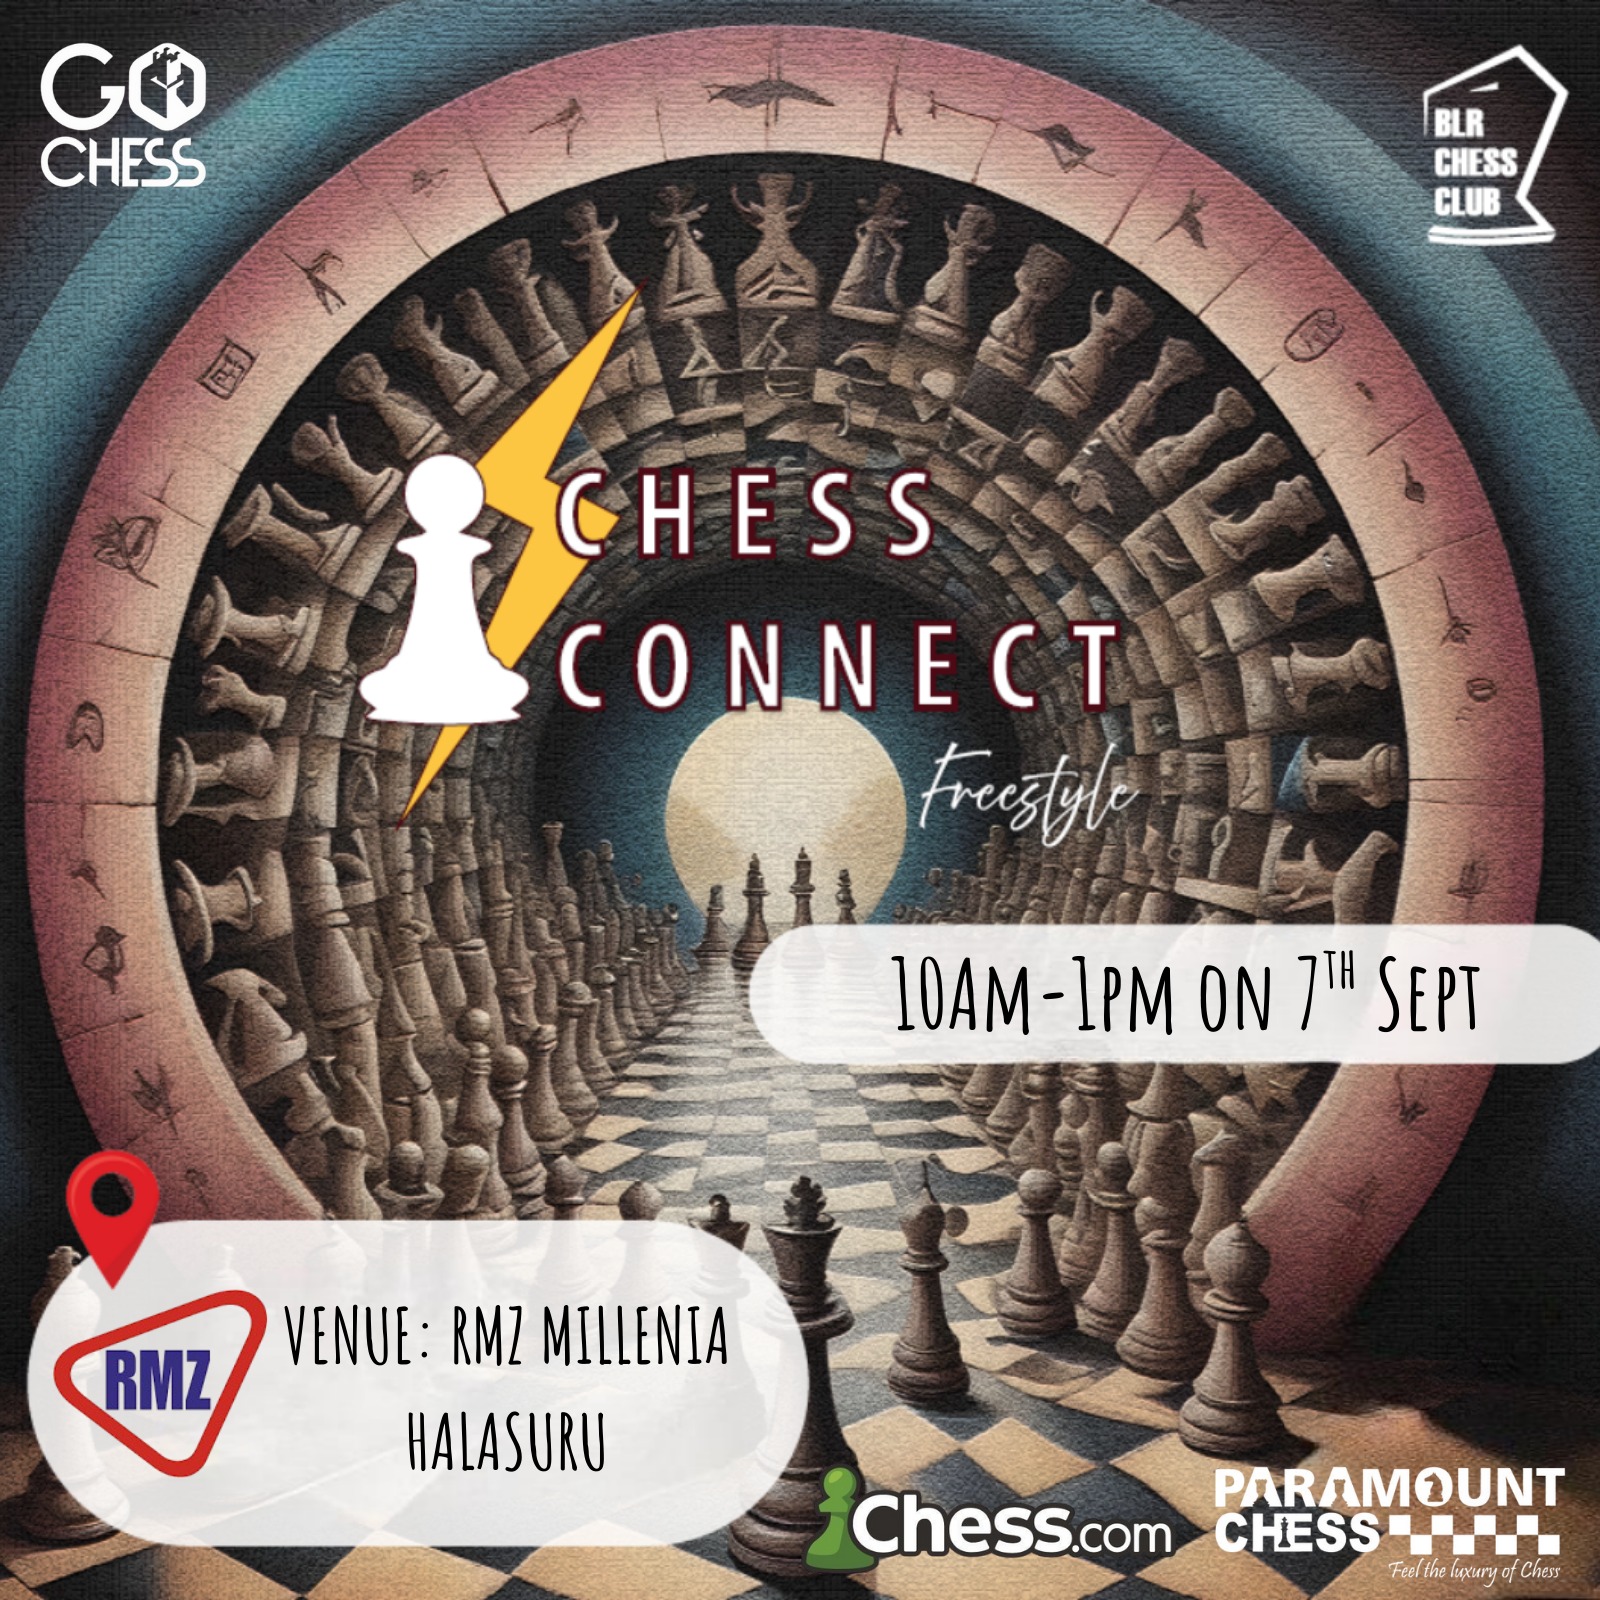 GO
CHESS
BLR
CHESS
CLUB
CHESS
CONNECT
Freestyle
10AM-1PM ON 7TH SEPT
VENUE: RMZ MILLENIA
HALASURU
RMZ
Chess.com
PARAMOUNT
CHESS
Feel the luxury of Chess